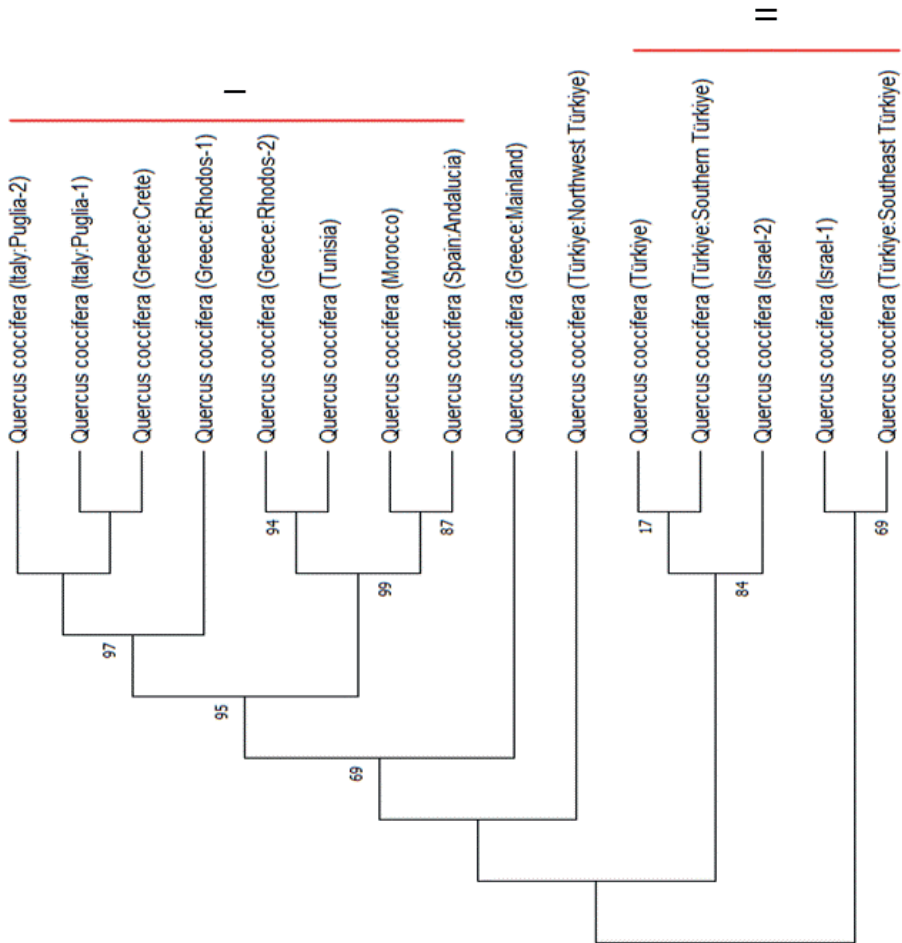 Quercus coccifera (Italy:Puglia-2)
Quercus coccifera (Italy:Puglia-1)
Quercus coccifera (Greece:Crete)
Quercus coccifera (Greece:Rhodos-1)
Quercus coccifera (Greece:Rhodos-2)
Quercus coccifera (Tunisia)
Quercus coccifera (Morocco)
Quercus coccifera (Spain:Andalucia)
Quercus coccifera (Greece:Mainland)
Quercus coccifera (Türkiye:Northwest Türkiye)
Quercus coccifera (Türkiye)
Quercus coccifera (Türkiye:Southern Türkiye)
Quercus coccifera (Israel-2)
Quercus coccifera (Israel-1)
Quercus coccifera (Türkiye:Southeast Türkiye)
I
II
97
95
69
94
99
87
17
84
69